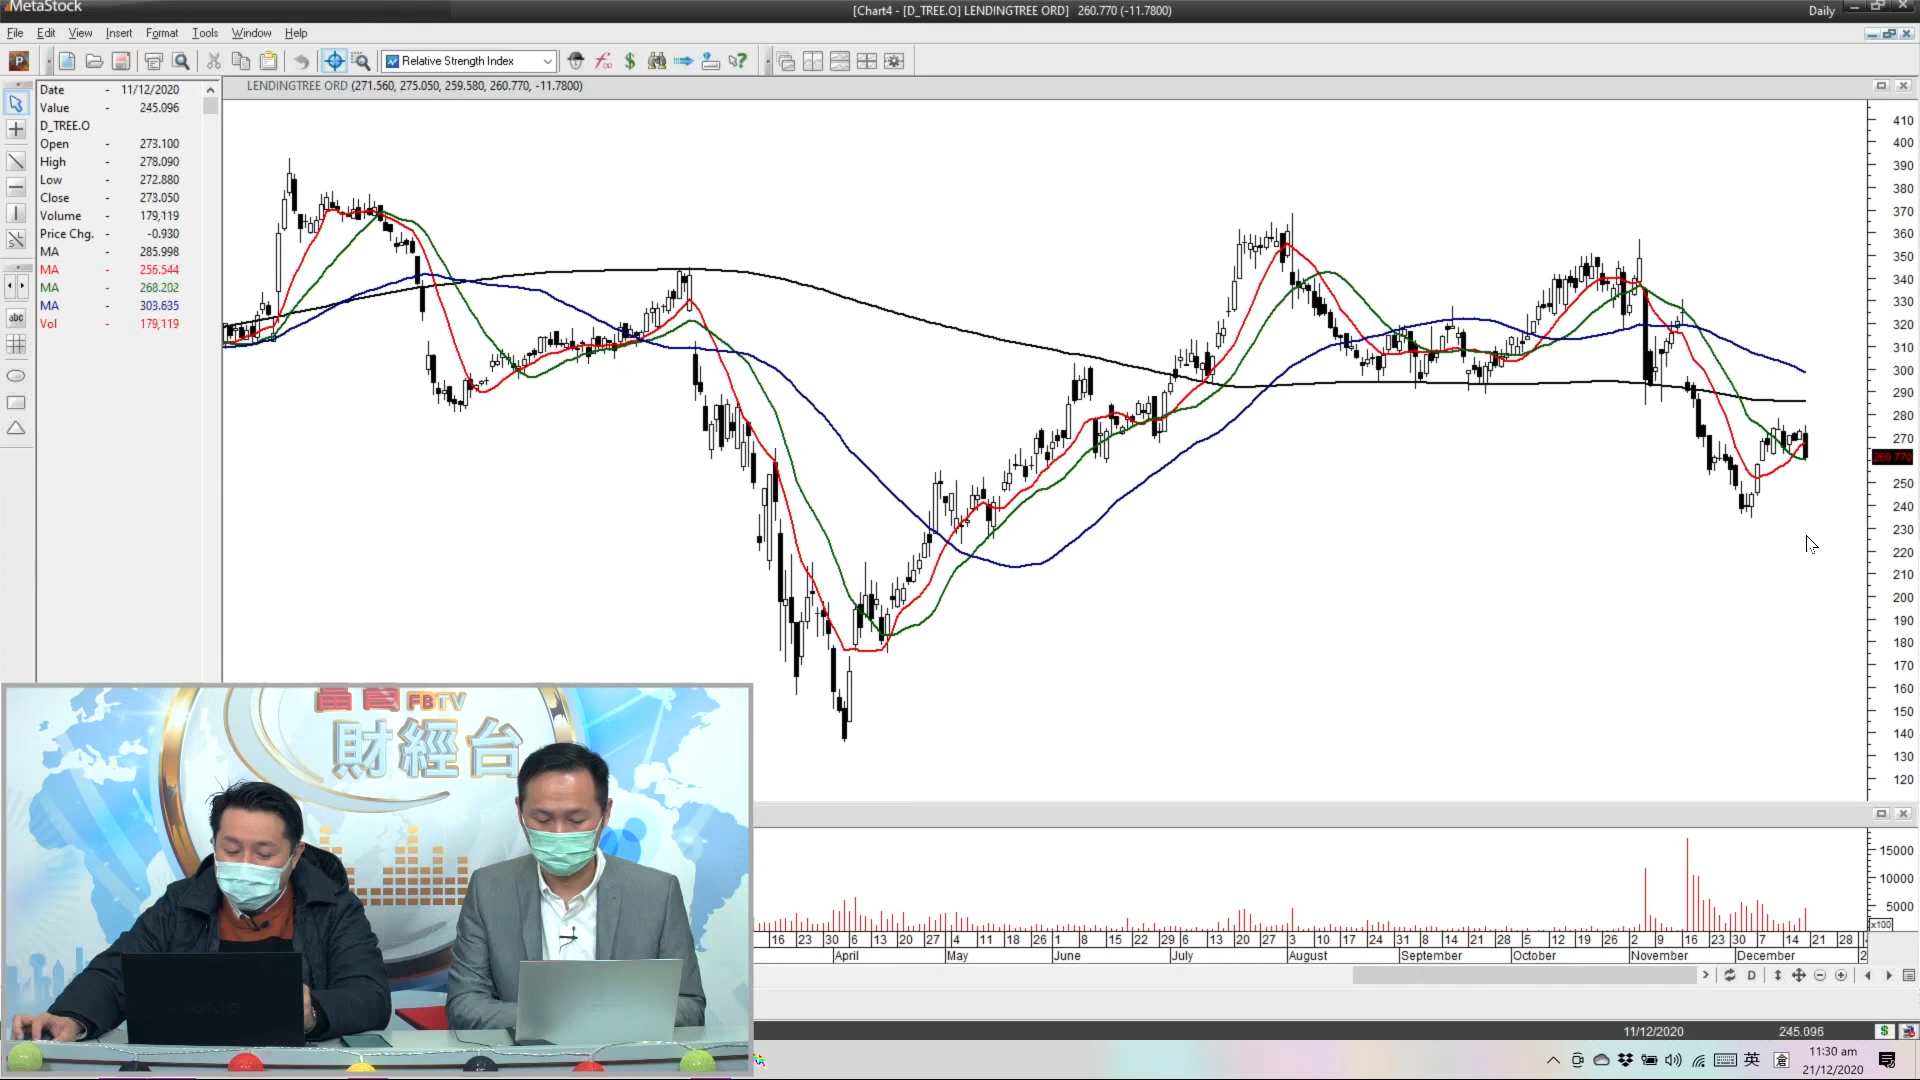 MetaStock
[Chart4 - [D_TREE.O] LENDINGTREE ORD] 260.770 (-11.7800)
Daily
File Edit View Insert Format Tools Window Help
Relative Strength Index
LENDINGTREE ORD (271.560, 275.050, 259.580, 260.770, -11.7800)
Date - 11/12/2020
Value - 245.096
D_TREE.O
Open - 273.100
High - 278.090
Low - 272.880
Close - 273.050
Volume - 179,119
Price Chg. - -0.930
MA - 285.998
MA - 256.544
MA - 268.202
MA - 303.635
Vol - 179,119
abc
410
400
390
380
370
360
350
340
330
320
310
300
290
280
270
260.770
250
240
230
220
210
200
190
180
170
160
150
140
130
120
富寶 FBTV
財經台
15000
10000
5000
x100
16 23 30 6 13 20 27 4 11 18 26 1 8 15 22 29 6 13 20 27 3 10 17 24 31 8 14 21 28 5 12 19 26 2 9 16 23 30 7 14 21 28
April May June July August September October November December 2
D
11/12/2020 245.096
英 倉
11:30 am
21/12/2020